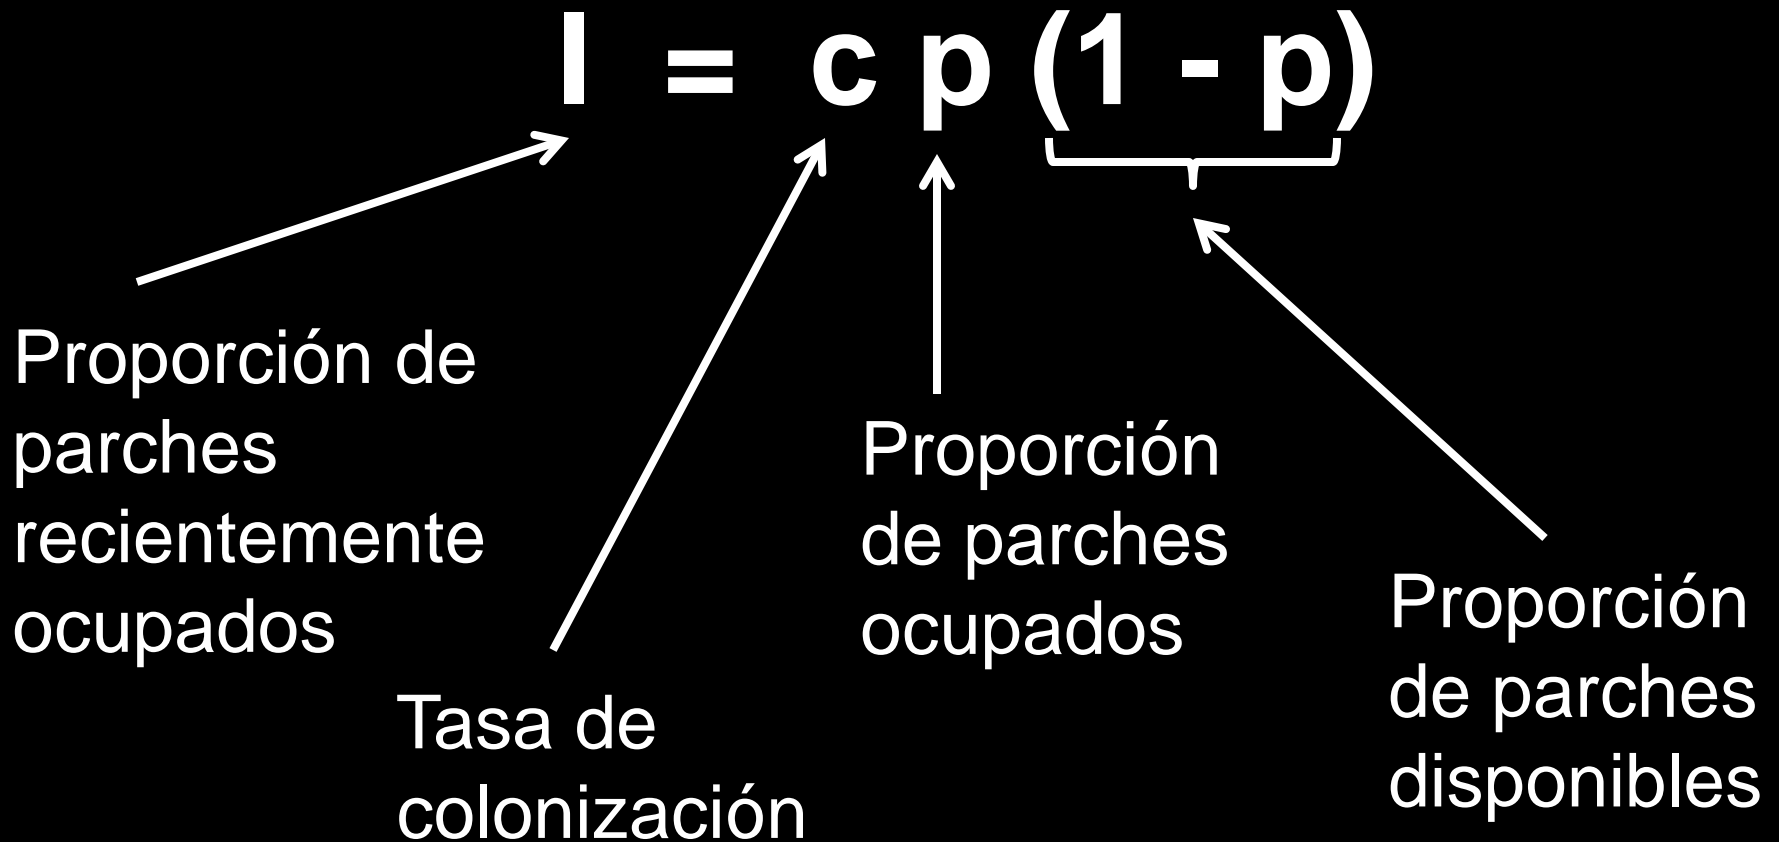 I = c p (1 - p)
Proporción de
parches
recientemente
ocupados
Tasa de
colonización
Proporción
de parches
ocupados
Proporción
de parches
disponibles